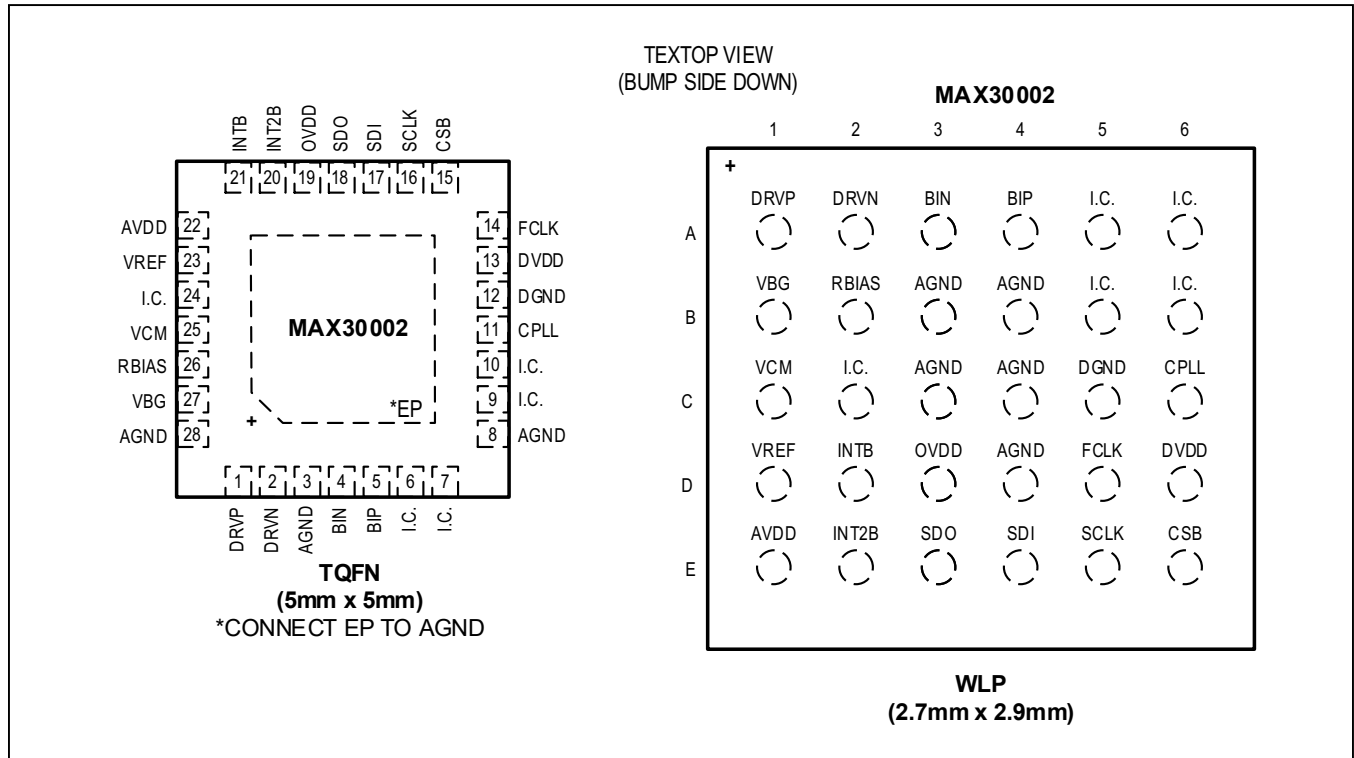 TEXTOP VIEW
(BUMP SIDE DOWN)
INTB
INT2B
OVDD
SDO
SDI
SCLK
CSB
21 20 19 18 17 16 15
AVDD 22
VREF 23
I.C. 24
VCM 25
RBIAS 26
VBG 27
AGND 28
14 FCLK
13 DVDD
12 DGND
11 CPLL
10 I.C.
9 I.C.
8 AGND
MAX30002
*EP
+
1 2 3 4 5 6 7
DRVP
DRVN
AGND
BIN
BIP
I.C.
I.C.
TQFN
(5mm x 5mm)
*CONNECT EP TO AGND
MAX30002
1 2 3 4 5 6
+
DRVP DRVN BIN BIP I.C. I.C.
A
VBG RBIAS AGND AGND I.C. I.C.
B
VCM I.C. AGND AGND DGND CPLL
C
VREF INTB OVDD AGND FCLK DVDD
D
AVDD INT2B SDO SDI SCLK CSB
E
WLP
(2.7mm x 2.9mm)